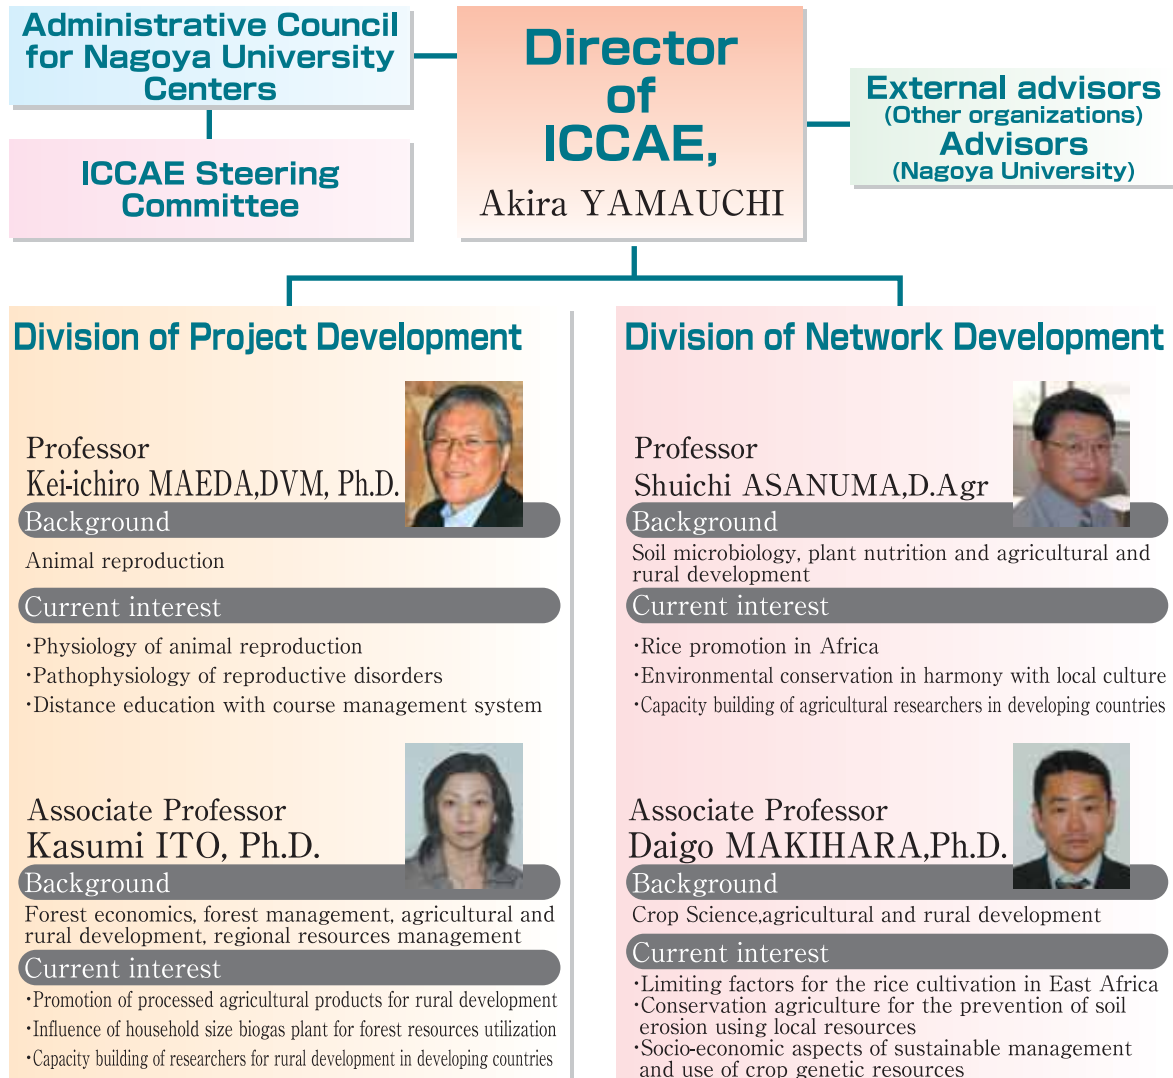 Administrative Council
for Nagoya University
Centers
ICCAE Steering
Committee
Director
of
ICCAE,
Akira YAMAUCHI
External advisors
(Other organizations)
Advisors
(Nagoya University)
Division of Project Development
Professor
Kei-ichiro MAEDA,DVM, Ph.D.
Background
Animal reproduction
Current interest
・Physiology of animal reproduction
・Pathophysiology of reproductive disorders
・Distance education with course management system
Associate Professor
Kasumi ITO, Ph.D.
Background
Forest economics, forest management, agricultural and
rural development, regional resources management
Current interest
・Promotion of processed agricultural products for rural development
・Influence of household size biogas plant for forest resources utilization
・Capacity building of researchers for rural development in developing countries
Division of Network Development
Professor
Shuichi ASANUMA,D.Agr
Background
Soil microbiology, plant nutrition and agricultural and
rural development
Current interest
・Rice promotion in Africa
・Environmental conservation in harmony with local culture
・Capacity building of agricultural researchers in developing countries
Associate Professor
Daigo MAKIHARA,Ph.D.
Background
Crop Science,agricultural and rural development
Current interest
・Limiting factors for the rice cultivation in East Africa
・Conservation agriculture for the prevention of soil
erosion using local resources
・Socio-economic aspects of sustainable management
and use of crop genetic resources